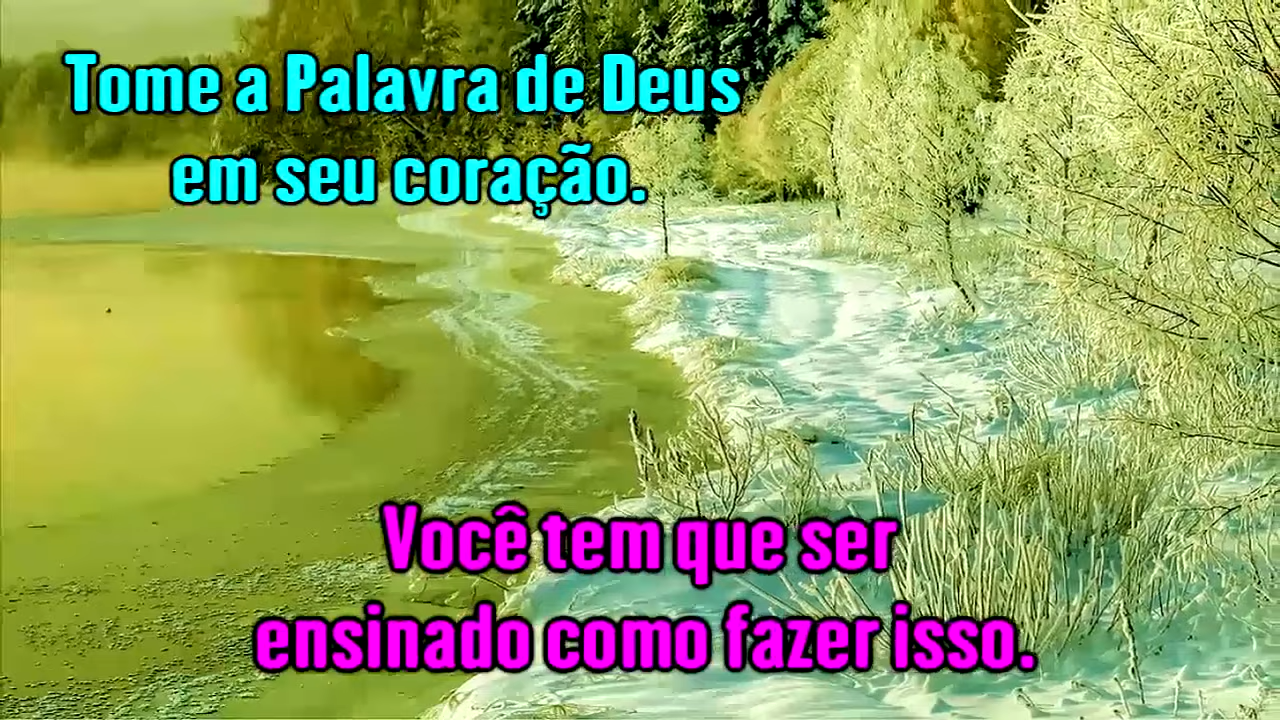 Tome a Palavra de Deus
em seu coração.
Você tem que ser
ensinado como fazer isso.